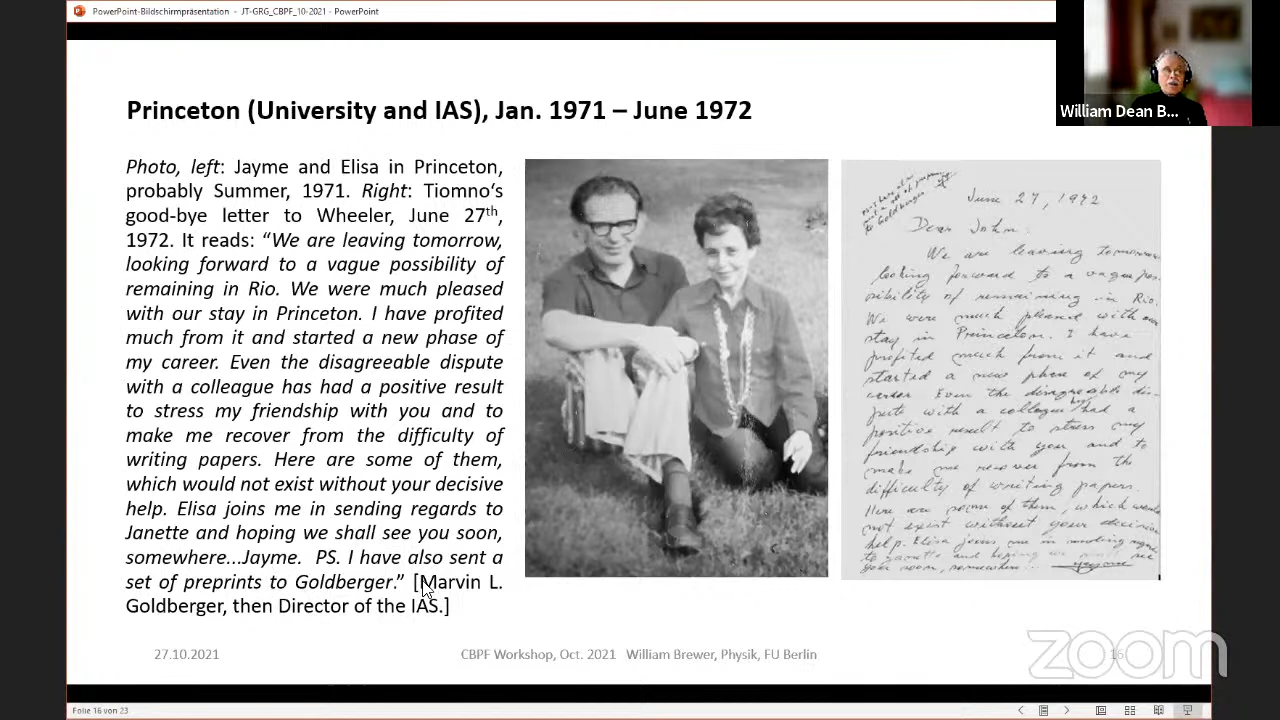 PowerPoint-Bildschirmpräsentation - JT-GRG_CBPF_10-2021 - PowerPoint
William Dean B...
Princeton (University and IAS), Jan. 1971 – June 1972
Photo, left: Jayme and Elisa in Princeton,
probably Summer, 1971. Right: Tiomno‘s
good-bye letter to Wheeler, June 27th,
1972. It reads: “We are leaving tomorrow,
looking forward to a vague possibility of
remaining in Rio. We were much pleased
with our stay in Princeton. I have profited
much from it and started a new phase of
my career. Even the disagreeable dispute
with a colleague has had a positive result
to stress my friendship with you and to
make me recover from the difficulty of
writing papers. Here are some of them,
which would not exist without your decisive
help. Elisa joins me in sending regards to
Janette and hoping we shall see you soon,
somewhere...Jayme.  PS. I have also sent a
set of preprints to Goldberger.” [Marvin L.
Goldberger, then Director of the IAS.]
June 27, 1972
Dear John:
We are leaving tomorrow
looking forward to a vague pos-
sibility of remaining in Rio.
We were much pleased with our
stay in Princeton. I have
profited much from it and
started a new phase of my
career. Even the disagreeable dis-
pute with a colleague has had a
positive result to stress my
friendship with you and to
make me recover from the
difficulty of writing papers.
Here are some of them, which would
not exist without your decisive
help. Elisa joins me in sending regards
to Janette and hoping we shall see
you soon, somewhere...
27.10.2021
CBPF Workshop, Oct. 2021   William Brewer, Physik, FU Berlin
16
zoom
Folie 16 von 23